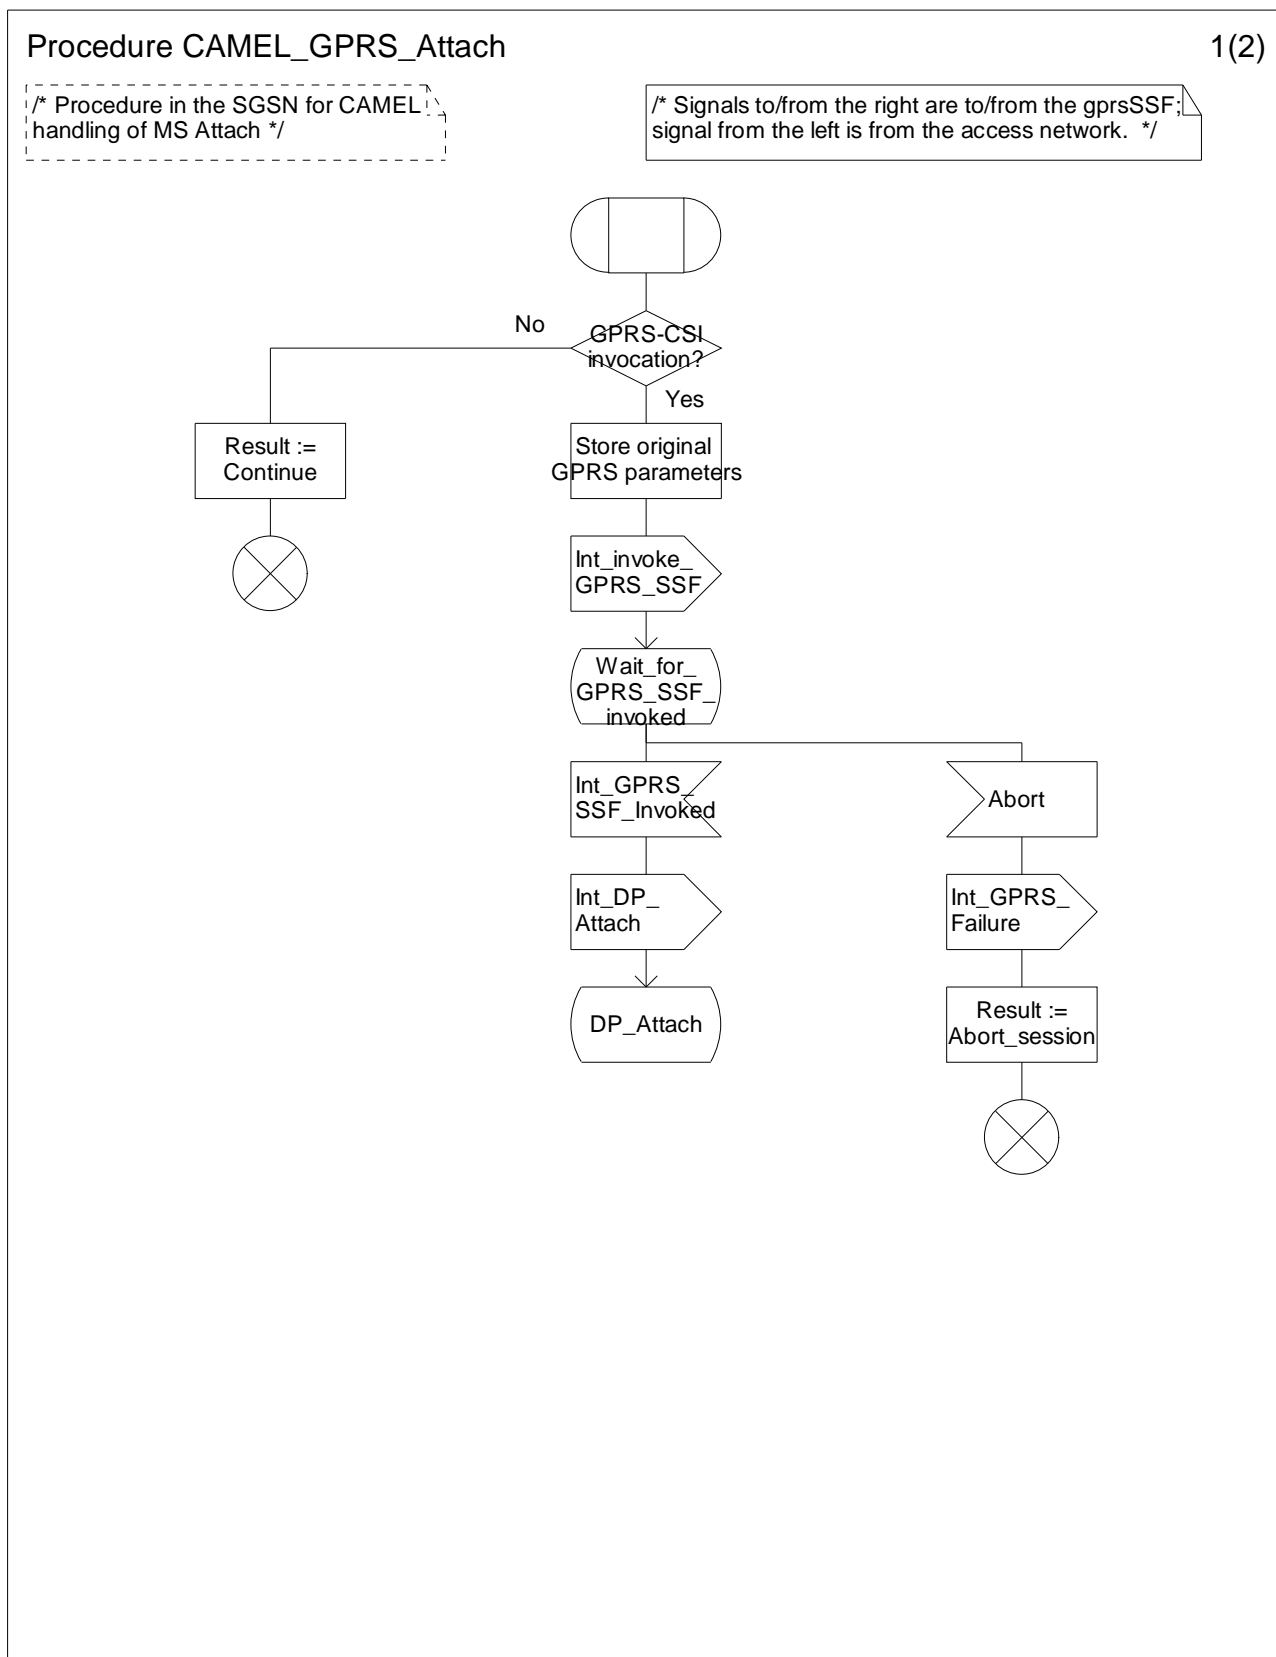 Procedure CAMEL_GPRS_Attach
1(2)
/* Procedure in the SGSN for CAMEL
handling of MS Attach */
/* Signals to/from the right are to/from the gprsSSF;
signal from the left is from the access network.  */
GPRS-CSI
invocation?
No
Yes
Result :=
Continue
Store original
GPRS parameters
Int_invoke_
GPRS_SSF
Wait_for_
GPRS_SSF_
invoked
Int_GPRS_
SSF_Invoked
Abort
Int_DP_
Attach
Int_GPRS_
Failure
DP_Attach
Result :=
Abort_session